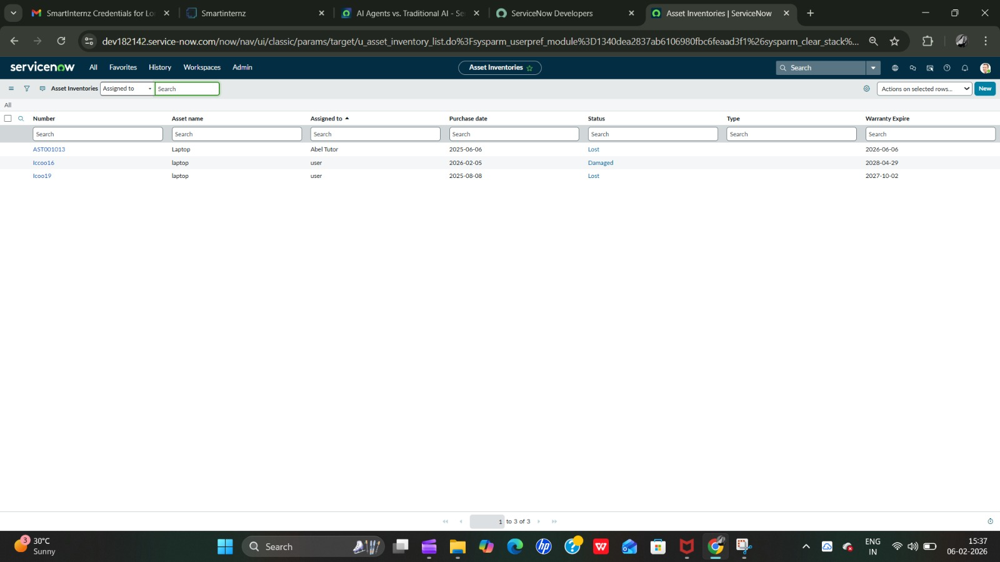 SmartInternz Credentials for Lo
Smartinternz
AI Agents vs. Traditional AI - Se
ServiceNow Developers
Asset Inventories | ServiceNow
dev182142.service-now.com/now/nav/ui/classic/params/target/u_asset_inventory_list.do%3Fsysparm_userpref_module%3D1340dea2837ab6106980fbc6feaad3f1%26sysparm_clear_stack%...
servicenow All Favorites History Workspaces Admin
Asset Inventories
Search
Asset Inventories Assigned to Search
Actions on selected rows... New
All
Number Asset name Assigned to Purchase date Status Type Warranty Expire
Search Search Search Search Search Search Search
AST001013 Laptop Abel Tutor 2025-06-06 Lost 2026-06-06
Iccoo16 laptop user 2026-02-05 Damaged 2028-04-29
Icoo19 laptop user 2025-08-08 Lost 2027-10-02
1 to 3 of 3
3
30°C
Sunny
Search
hp
W
ENG
IN
15:37
06-02-2026